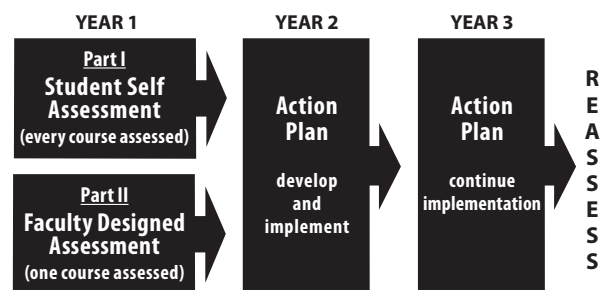 YEAR 1
Part I
Student Self
Assessment
(every course assessed)
Part II
Faculty Designed
Assessment
(one course assessed)
YEAR 2
Action
Plan
develop
and
implement
YEAR 3
Action
Plan
continue
implementation
R
E
A
S
S
E
S
S